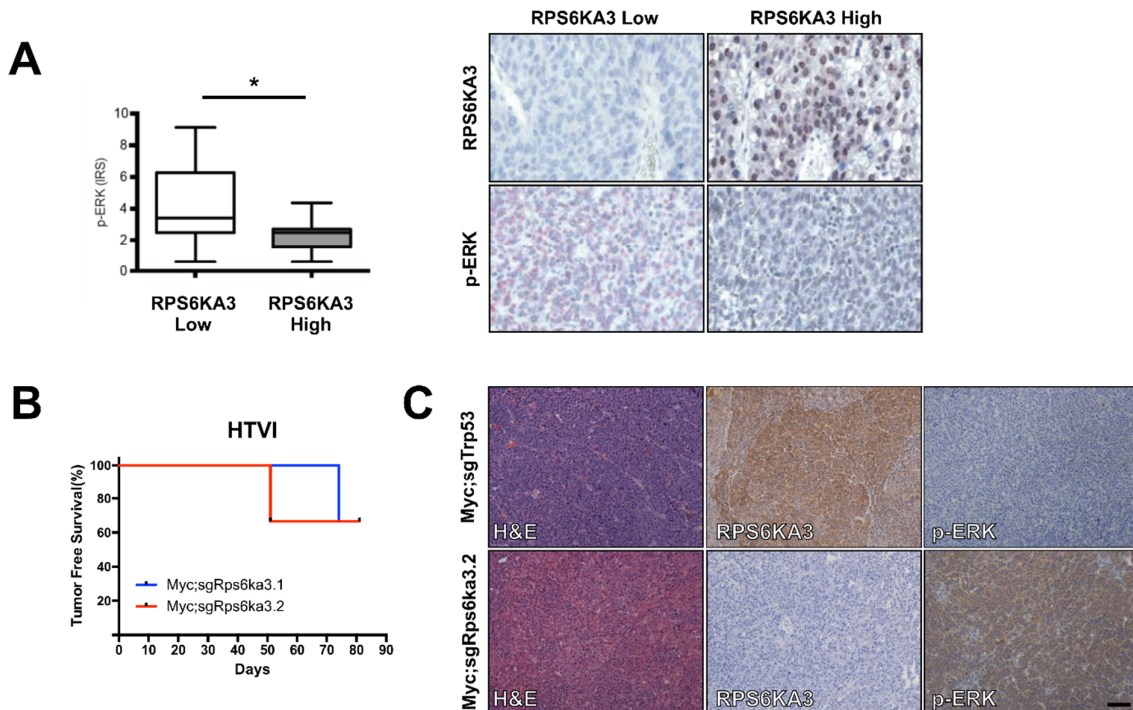 A
*
p-ERK (IRS)
10
8
6
4
2
0
RPS6KA3
Low
RPS6KA3
High
RPS6KA3 Low
RPS6KA3 High
RPS6KA3
p-ERK
B
HTVI
Tumor Free Survival(%)
100
80
60
40
20
0 10 20 30 40 50 60 70 80 90
Days
Myc;sgRps6ka3.1
Myc;sgRps6ka3.2
C
Myc;sgTrp53
H&E
RPS6KA3
p-ERK
Myc;sgRps6ka3.2
H&E
RPS6KA3
p-ERK